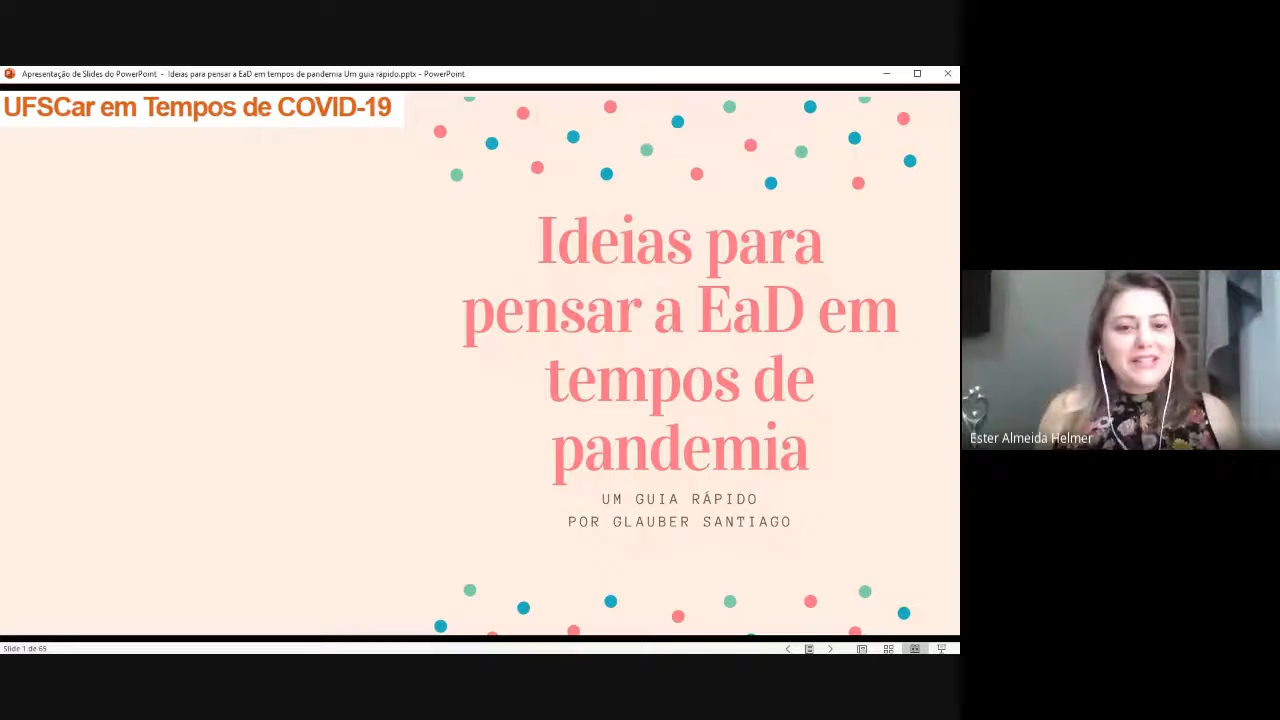 Apresentação de Slides do PowerPoint - Ideias para pensar a EaD em tempos de pandemia Um guia rápido.pptx - PowerPoint
UFSCar em Tempos de COVID-19
Ideias para
pensar a EaD em
tempos de
pandemia
UM GUIA RÁPIDO
POR GLAUBER SANTIAGO
Ester Almeida Helmer
Slide 1 de 65